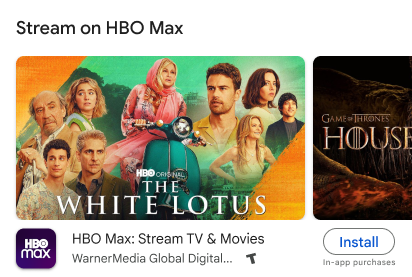 Stream on HBO Max
HBO ORIGINAL
THE
WHITE LOTUS
GAME OF THRONES
HOUSE
HBO
max
HBO Max: Stream TV & Movies
WarnerMedia Global Digital...
Install
In-app purchases